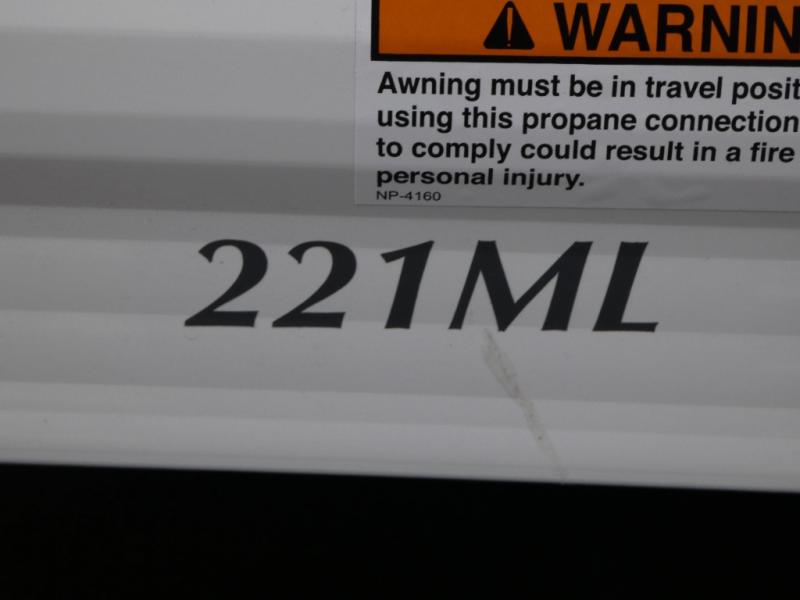 WARNIN
Awning must be in travel posit
using this propane connection
to comply could result in a fire
personal injury.
NP-4160
221ML